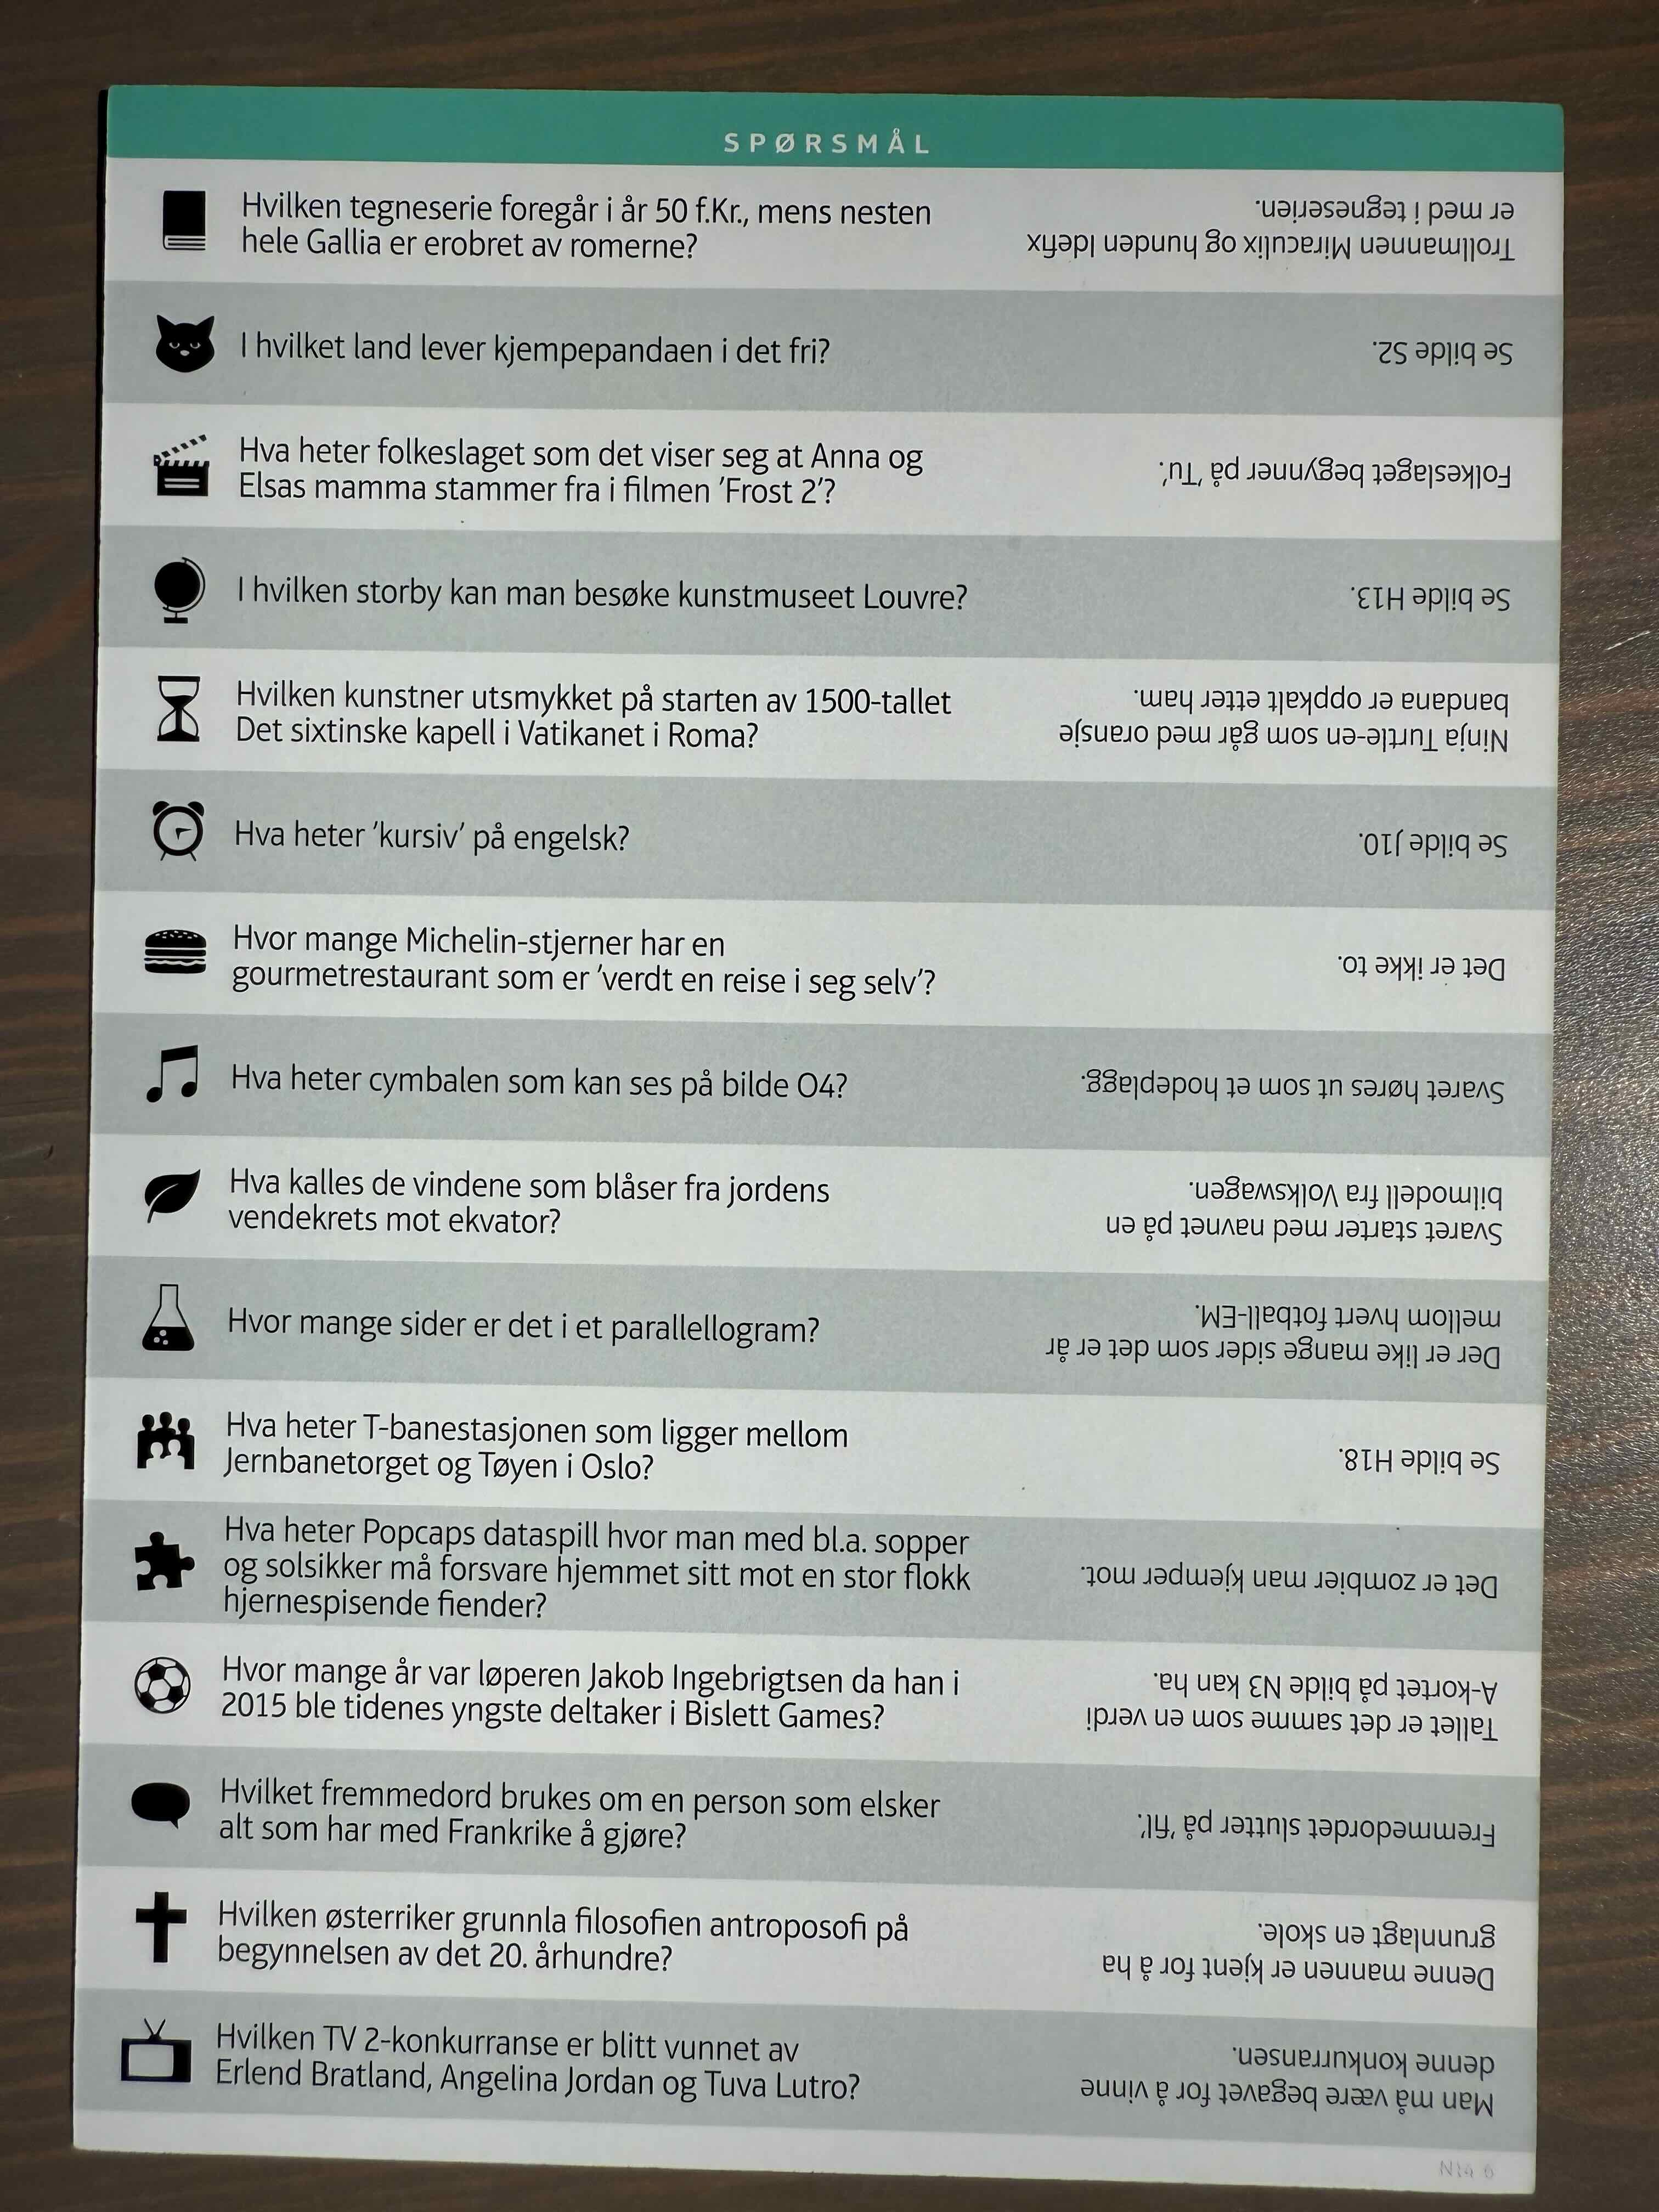 SPØRSMÅL
Hvilken tegneserie foregår i år 50 f.Kr., mens nesten
hele Gallia er erobret av romerne?
Trollmannen Miraculix og hunden Idefix
er med i tegneserien.
I hvilket land lever kjempepandaen i det fri?
Se bilde S2.
Hva heter folkeslaget som det viser seg at Anna og
Elsas mamma stammer fra i filmen ’Frost 2’?
Folkeslaget begynner på ’Tu’.
I hvilken storby kan man besøke kunstmuseet Louvre?
Se bilde H13.
Hvilken kunstner utsmykket på starten av 1500-tallet
Det sixtinske kapell i Vatikanet i Roma?
Ninja Turtle-en som går med oransje
bandana er oppkalt etter ham.
Hva heter ’kursiv’ på engelsk?
Se bilde J10.
Hvor mange Michelin-stjerner har en
gourmetrestaurant som er ’verdt en reise i seg selv’?
Det er ikke to.
Hva heter cymbalen som kan ses på bilde O4?
Svaret høres ut som et hodeplagg.
Hva kalles de vindene som blåser fra jordens
vendekrets mot ekvator?
Svaret starter med navnet på en
bilmodell fra Volkswagen.
Hvor mange sider er det i et parallellogram?
Der er like mange sider som det er år
mellom hvert fotball-EM.
Hva heter T-banestasjonen som ligger mellom
Jernbanetorget og Tøyen i Oslo?
Se bilde H18.
Hva heter Popcaps dataspill hvor man med bl.a. sopper
og solsikker må forsvare hjemmet sitt mot en stor flokk
hjernespisende fiender?
Det er zombier man kjemper mot.
Hvor mange år var løperen Jakob Ingebrigtsen da han i
2015 ble tidenes yngste deltaker i Bislett Games?
Tallet er det samme som en verdi
A-kortet på bilde N3 kan ha.
Hvilket fremmedord brukes om en person som elsker
alt som har med Frankrike å gjøre?
Fremmedordet slutter på ’fil’.
Hvilken østerriker grunnla filosofien antroposofi på
begynnelsen av det 20. århundre?
Denne mannen er kjent for å ha
grunnlagt en skole.
Hvilken TV 2-konkurranse er blitt vunnet av
Erlend Bratland, Angelina Jordan og Tuva Lutro?
Man må være begavet for å vinne
denne konkurransen.
N14 6